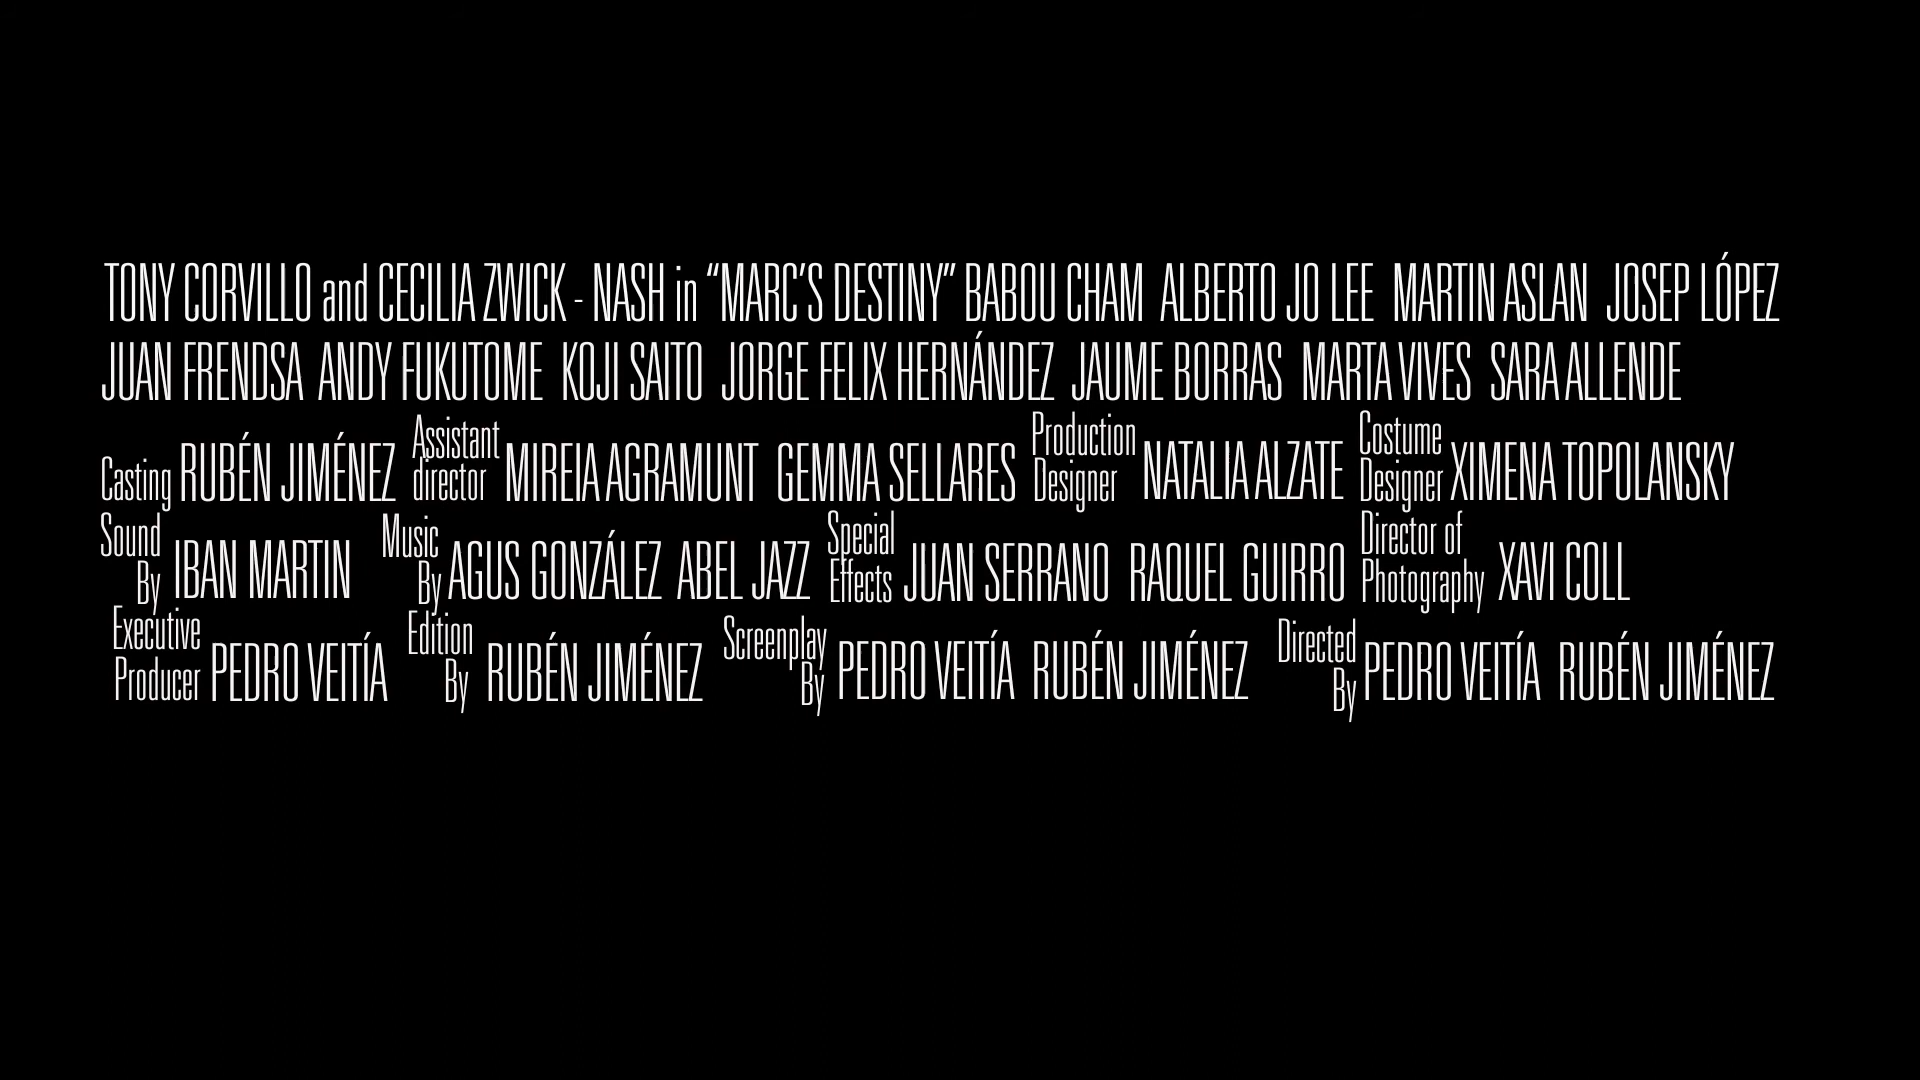 TONY CORVILLO and CECILIA ZWICK - NASH in “MARC’S DESTINY” BABOU CHAM ALBERTO JO LEE MARTIN ASLAN JOSEP LÓPEZ
JUAN FRENDSA ANDY FUKUTOME KOJI SAITO JORGE FELIX HERNÁNDEZ JAUME BORRAS MARTA VIVES SARA ALLENDE
Casting RUBÉN JIMÉNEZ Assistant director MIREIA AGRAMUNT GEMMA SELLARES Production Designer NATALIA ALZATE Costume Designer XIMENA TOPOLANSKY
Sound By IBAN MARTIN Music By AGUS GONZÁLEZ ABEL JAZZ Special Effects JUAN SERRANO RAQUEL GUIRRO Director of Photography XAVI COLL
Executive Producer PEDRO VEITÍA Edition By RUBÉN JIMÉNEZ Screenplay By PEDRO VEITÍA RUBÉN JIMÉNEZ Directed By PEDRO VEITÍA RUBÉN JIMÉNEZ